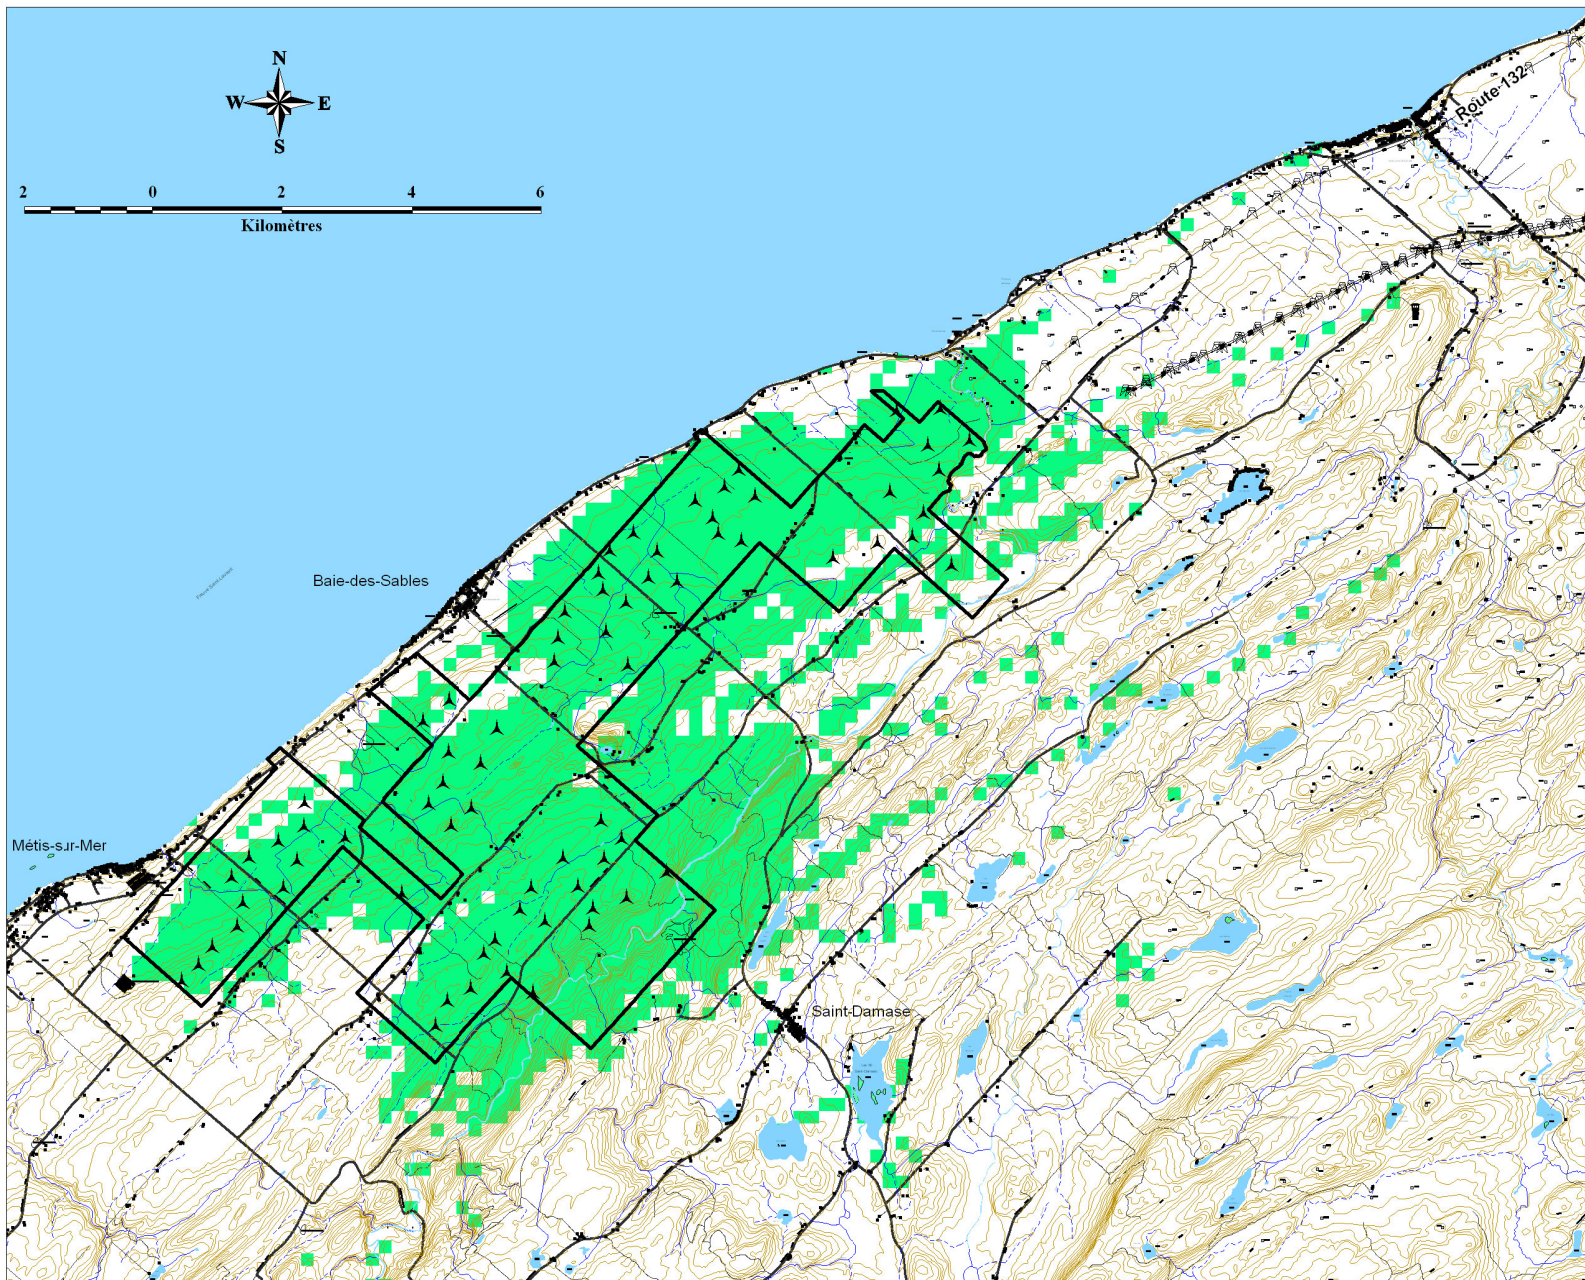 N
W E
S
2 0 2 4 6
Kilomètres
Route 132
Baie-des-Sables
Métis-sur-Mer
Saint-Damase